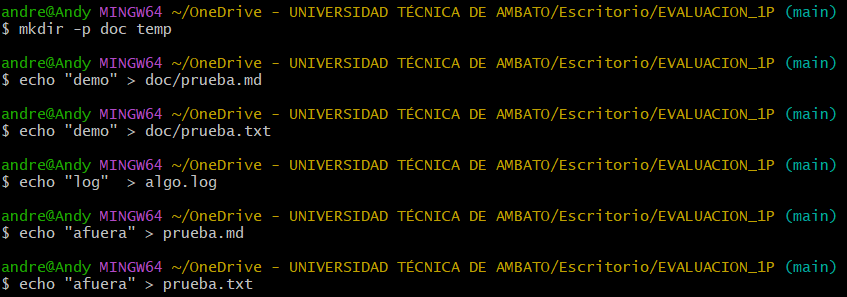 andre@Andy MINGW64 ~/OneDrive - UNIVERSIDAD TÉCNICA DE AMBATO/Escritorio/EVALUACION_1P (main)
$ mkdir -p doc temp
andre@Andy MINGW64 ~/OneDrive - UNIVERSIDAD TÉCNICA DE AMBATO/Escritorio/EVALUACION_1P (main)
$ echo "demo" > doc/prueba.md
andre@Andy MINGW64 ~/OneDrive - UNIVERSIDAD TÉCNICA DE AMBATO/Escritorio/EVALUACION_1P (main)
$ echo "demo" > doc/prueba.txt
andre@Andy MINGW64 ~/OneDrive - UNIVERSIDAD TÉCNICA DE AMBATO/Escritorio/EVALUACION_1P (main)
$ echo "log"  > algo.log
andre@Andy MINGW64 ~/OneDrive - UNIVERSIDAD TÉCNICA DE AMBATO/Escritorio/EVALUACION_1P (main)
$ echo "afuera" > prueba.md
andre@Andy MINGW64 ~/OneDrive - UNIVERSIDAD TÉCNICA DE AMBATO/Escritorio/EVALUACION_1P (main)
$ echo "afuera" > prueba.txt